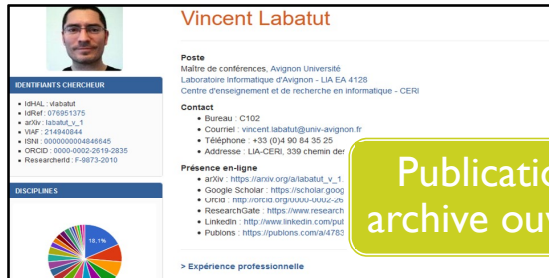 Vincent Labatut
Poste
Maître de conférences, Avignon Université
Laboratoire Informatique d'Avignon - LIA EA 4128
Centre d'enseignement et de recherche en informatique - CERI
Contact
• Bureau : C102
• Courriel : vincent.labatut@univ-avignon.fr
• Téléphone : +33 (0)4 90 84 35 25
• Addresse : LIA-CERI, 339 chemin des
Présence en-ligne
• arXiv : https://arxiv.org/a/labatut_v_1.
• Google Scholar : https://scholar.goog
• Orcid : http://orcid.org/0000-0002-26
• ResearchGate : https://www.research
• LinkedIn : http://www.linkedin.com/pub
• Publons : https://publons.com/a/4783
> Expérience professionnelle
IDENTIFIANTS CHERCHEUR
• IdHAL : vlabatut
• IdRef : 076951375
• arXiv : labatut_v_1
• VIAF : 214940844
• ISNI : 0000000004846645
• ORCID : 0000-0002-2619-2835
• ResearcherId : F-9873-2010
DISCIPLINES
18,1%
Publicatio
archive ouv